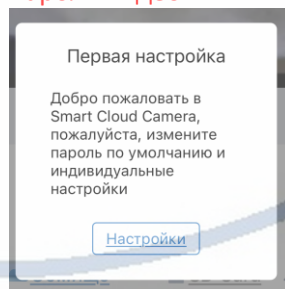 Первая настройка
Добро пожаловать в
Smart Cloud Camera,
пожалуйста, измените
пароль по умолчанию и
индивидуальные
настройки
Настройки